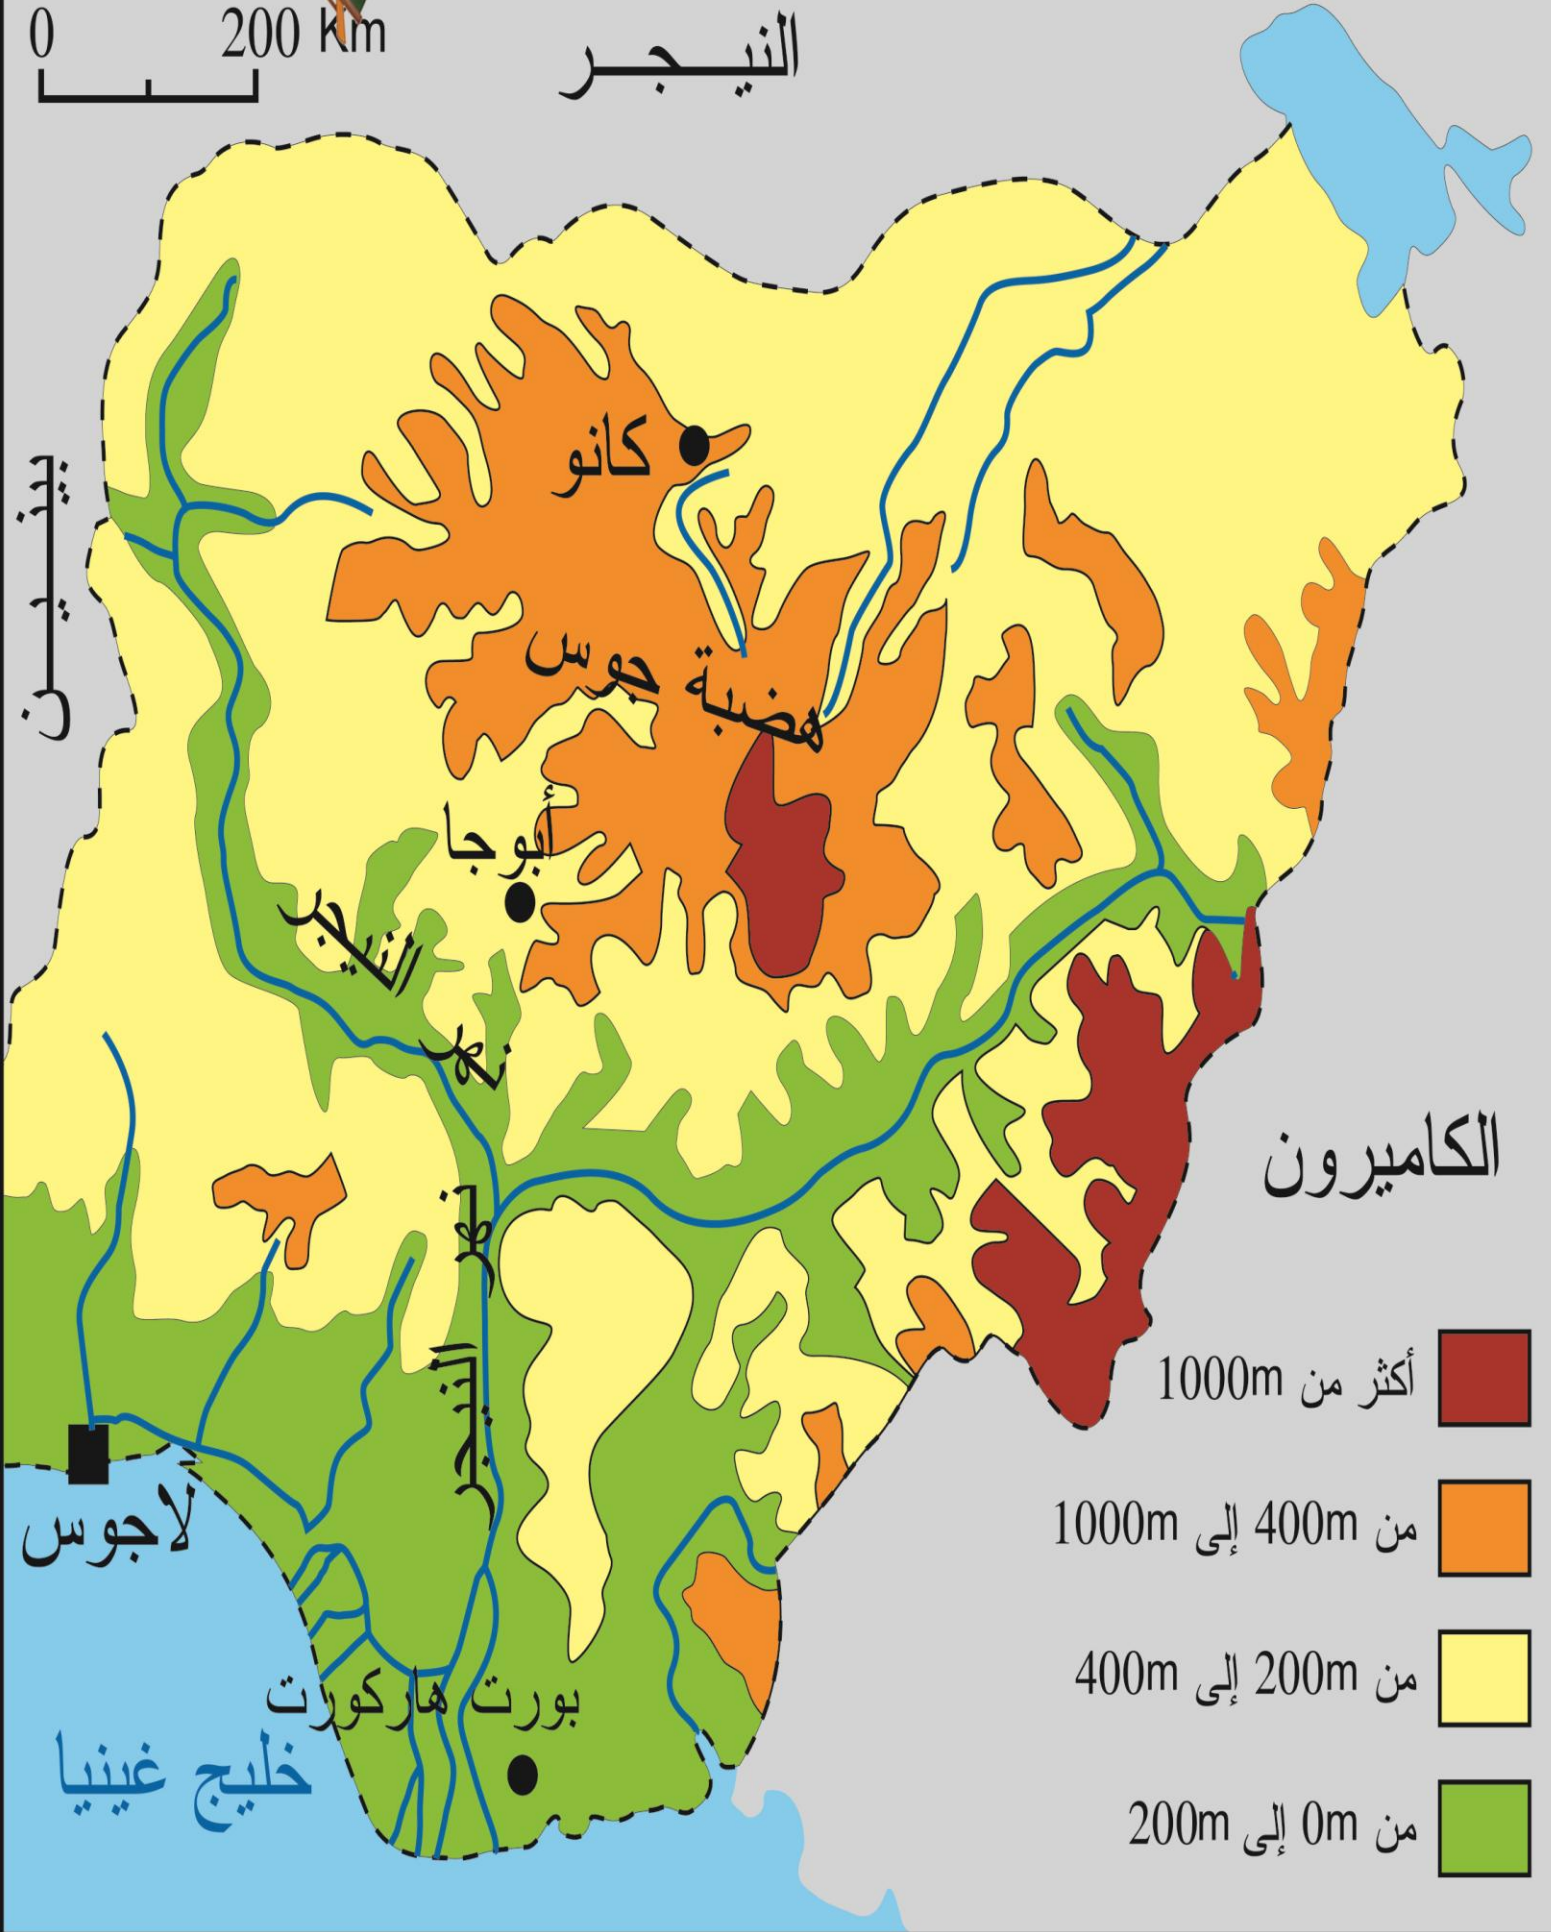 0 200 Km
النيجر
كانو
بنين
هضبة جوس
أبوجا
نهر النيجر
الكاميرون
نهر النيجر
أكثر من 1000m
من 400m إلى 1000m
لاجوس
من 200m إلى 400m
بورت هاركورت
خليج غينيا
من 0m إلى 200m